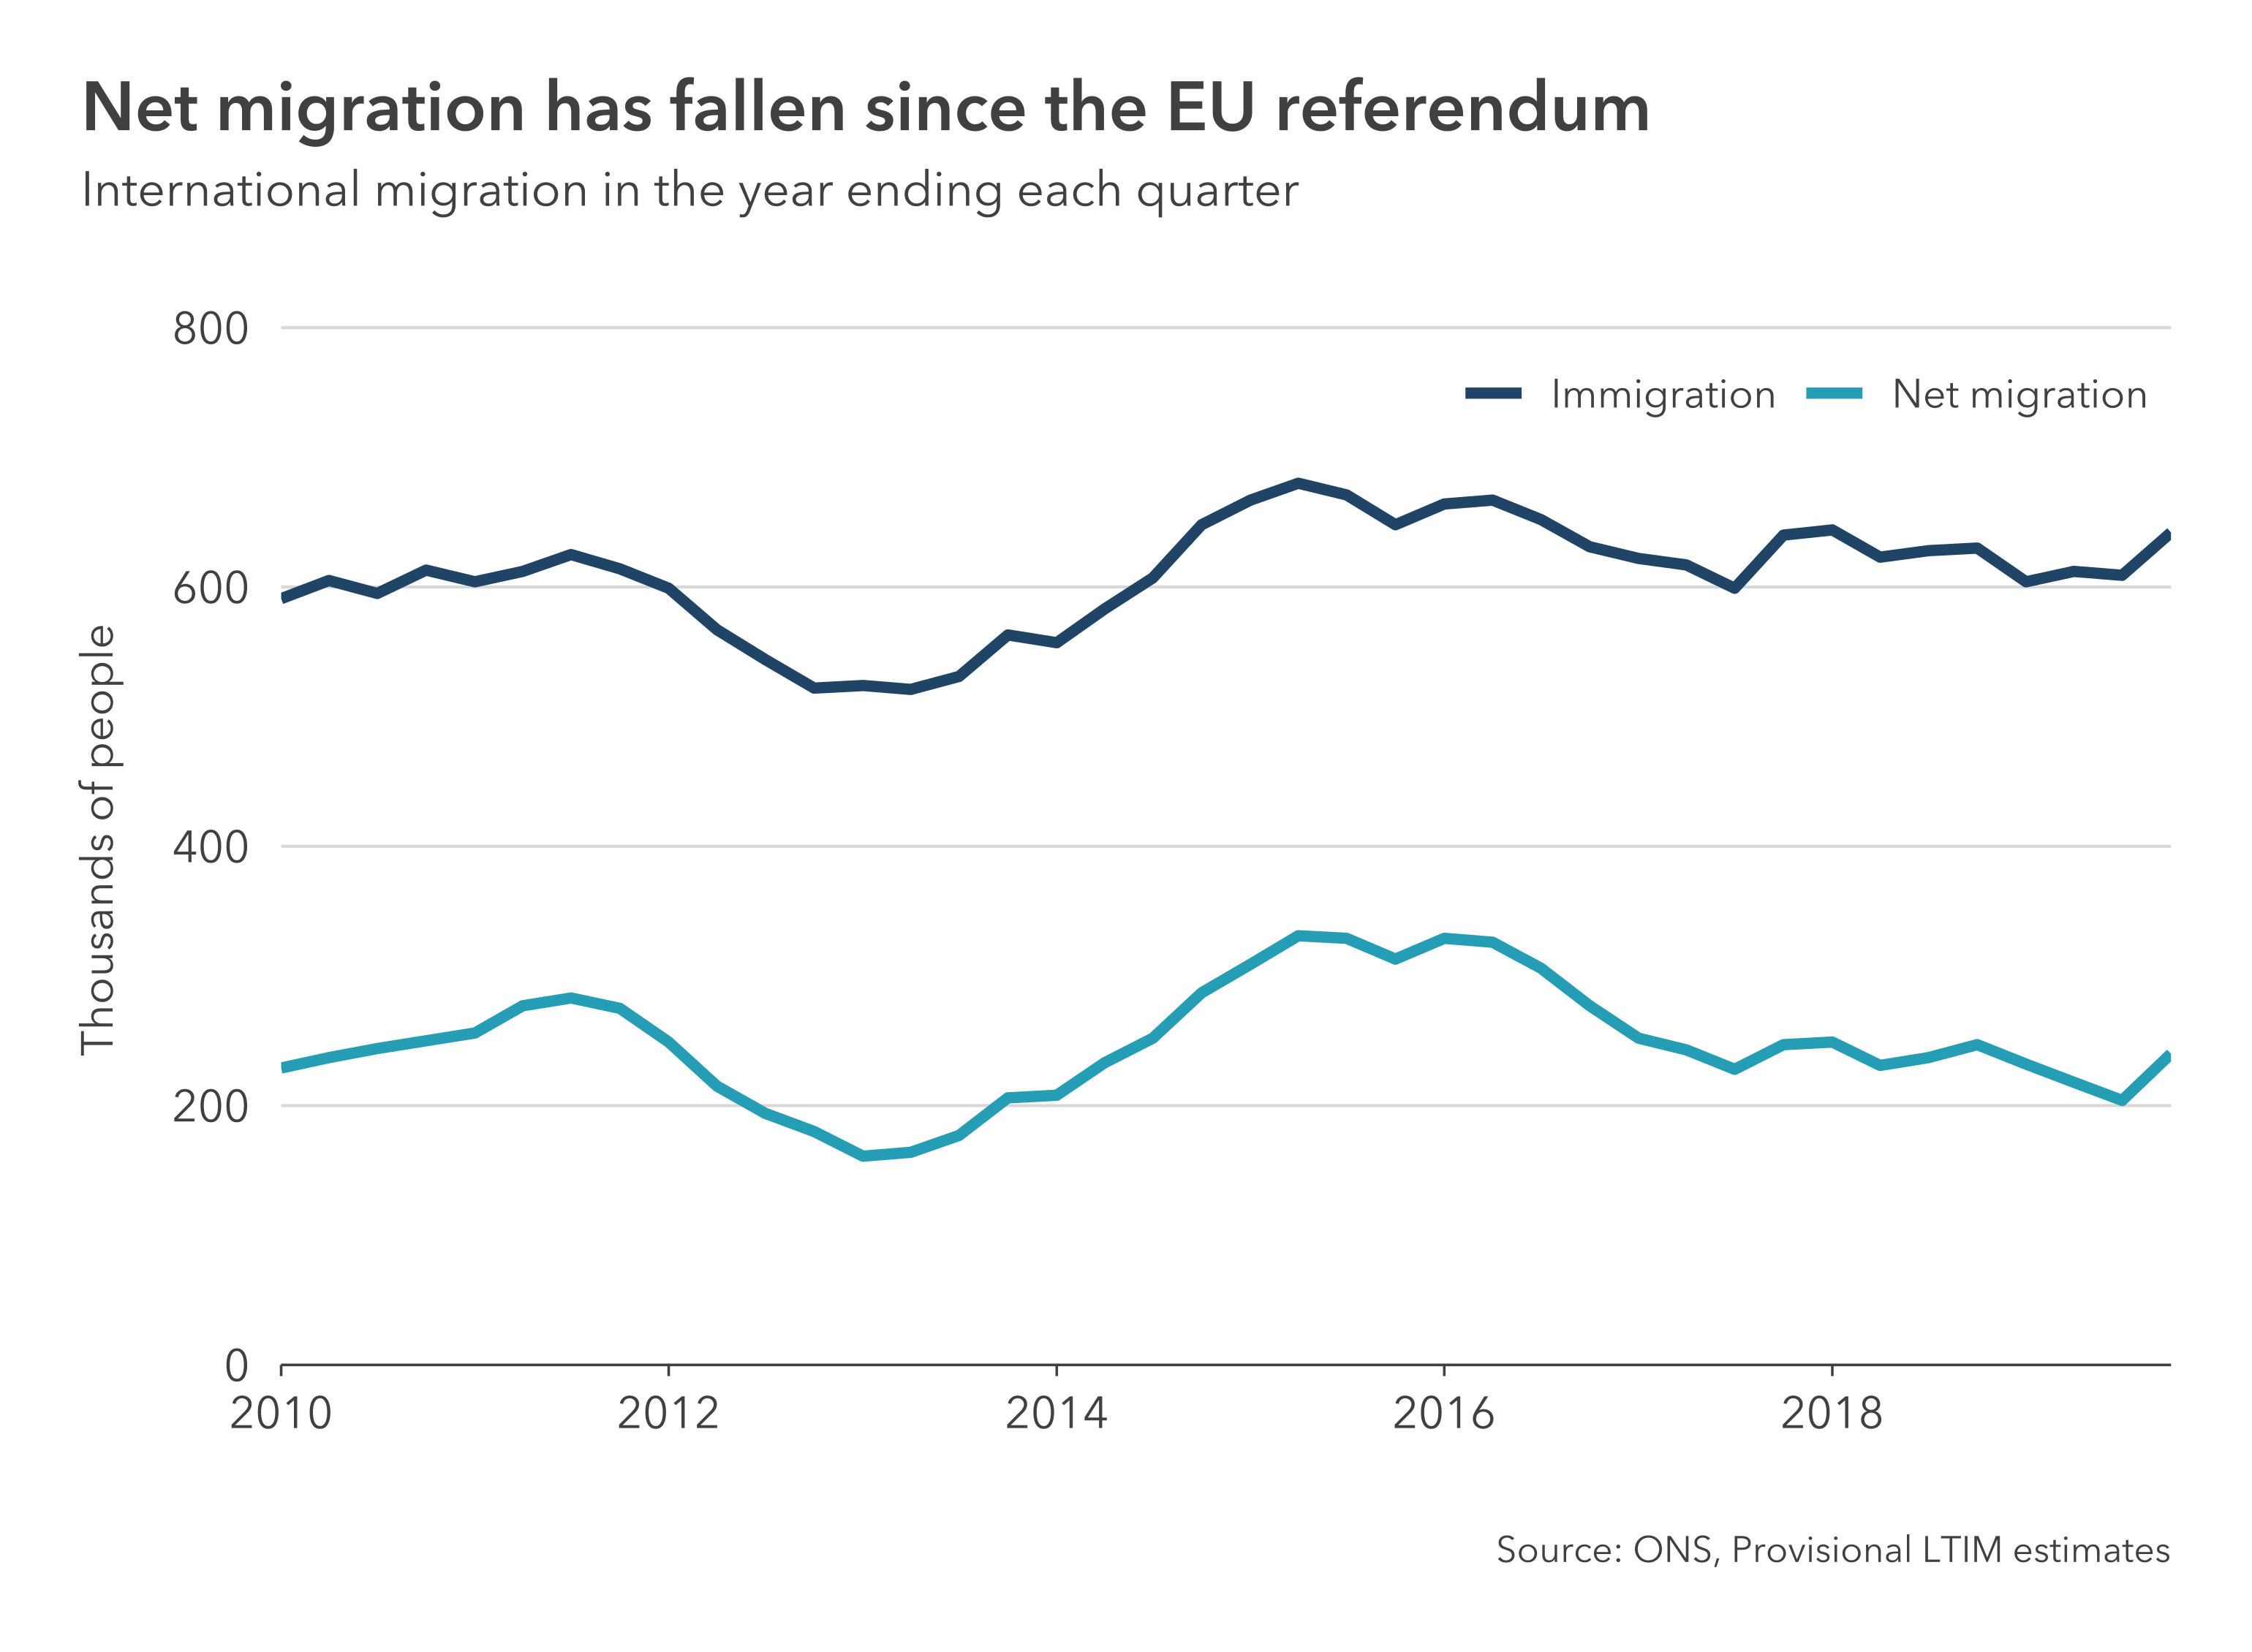 Net migration has fallen since the EU referendum
International migration in the year ending each quarter
800
Immigration
Net migration
600
Thousands of people
400
200
0
2010
2012
2014
2016
2018
Source: ONS, Provisional LTIM estimates